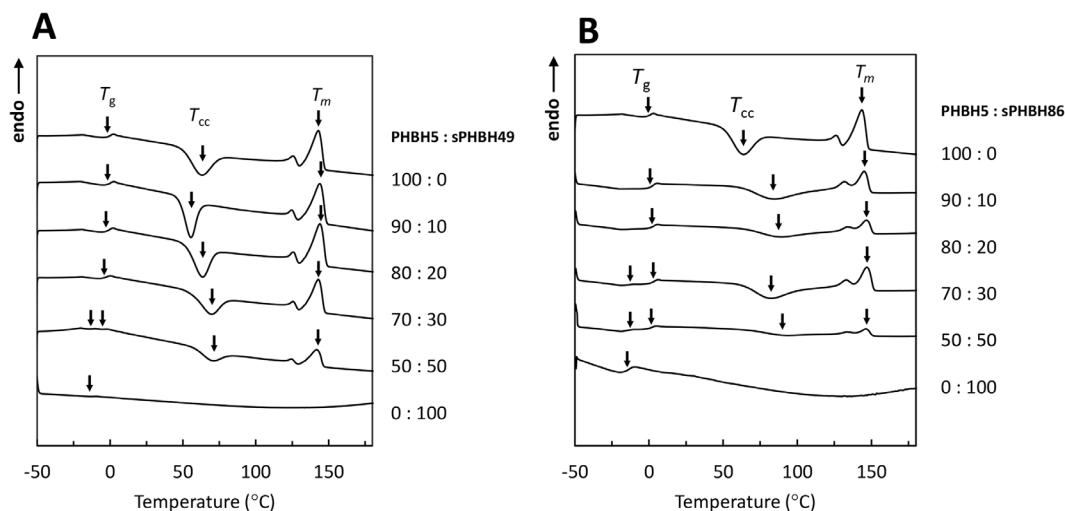 A
endo
Tg
Tcc
Tm
PHBH5 : sPHBH49
100 : 0
90 : 10
80 : 20
70 : 30
50 : 50
0 : 100
-50 0 50 100 150
Temperature (°C)
B
endo
Tg
Tcc
Tm
PHBH5 : sPHBH86
100 : 0
90 : 10
80 : 20
70 : 30
50 : 50
0 : 100
-50 0 50 100 150
Temperature (°C)